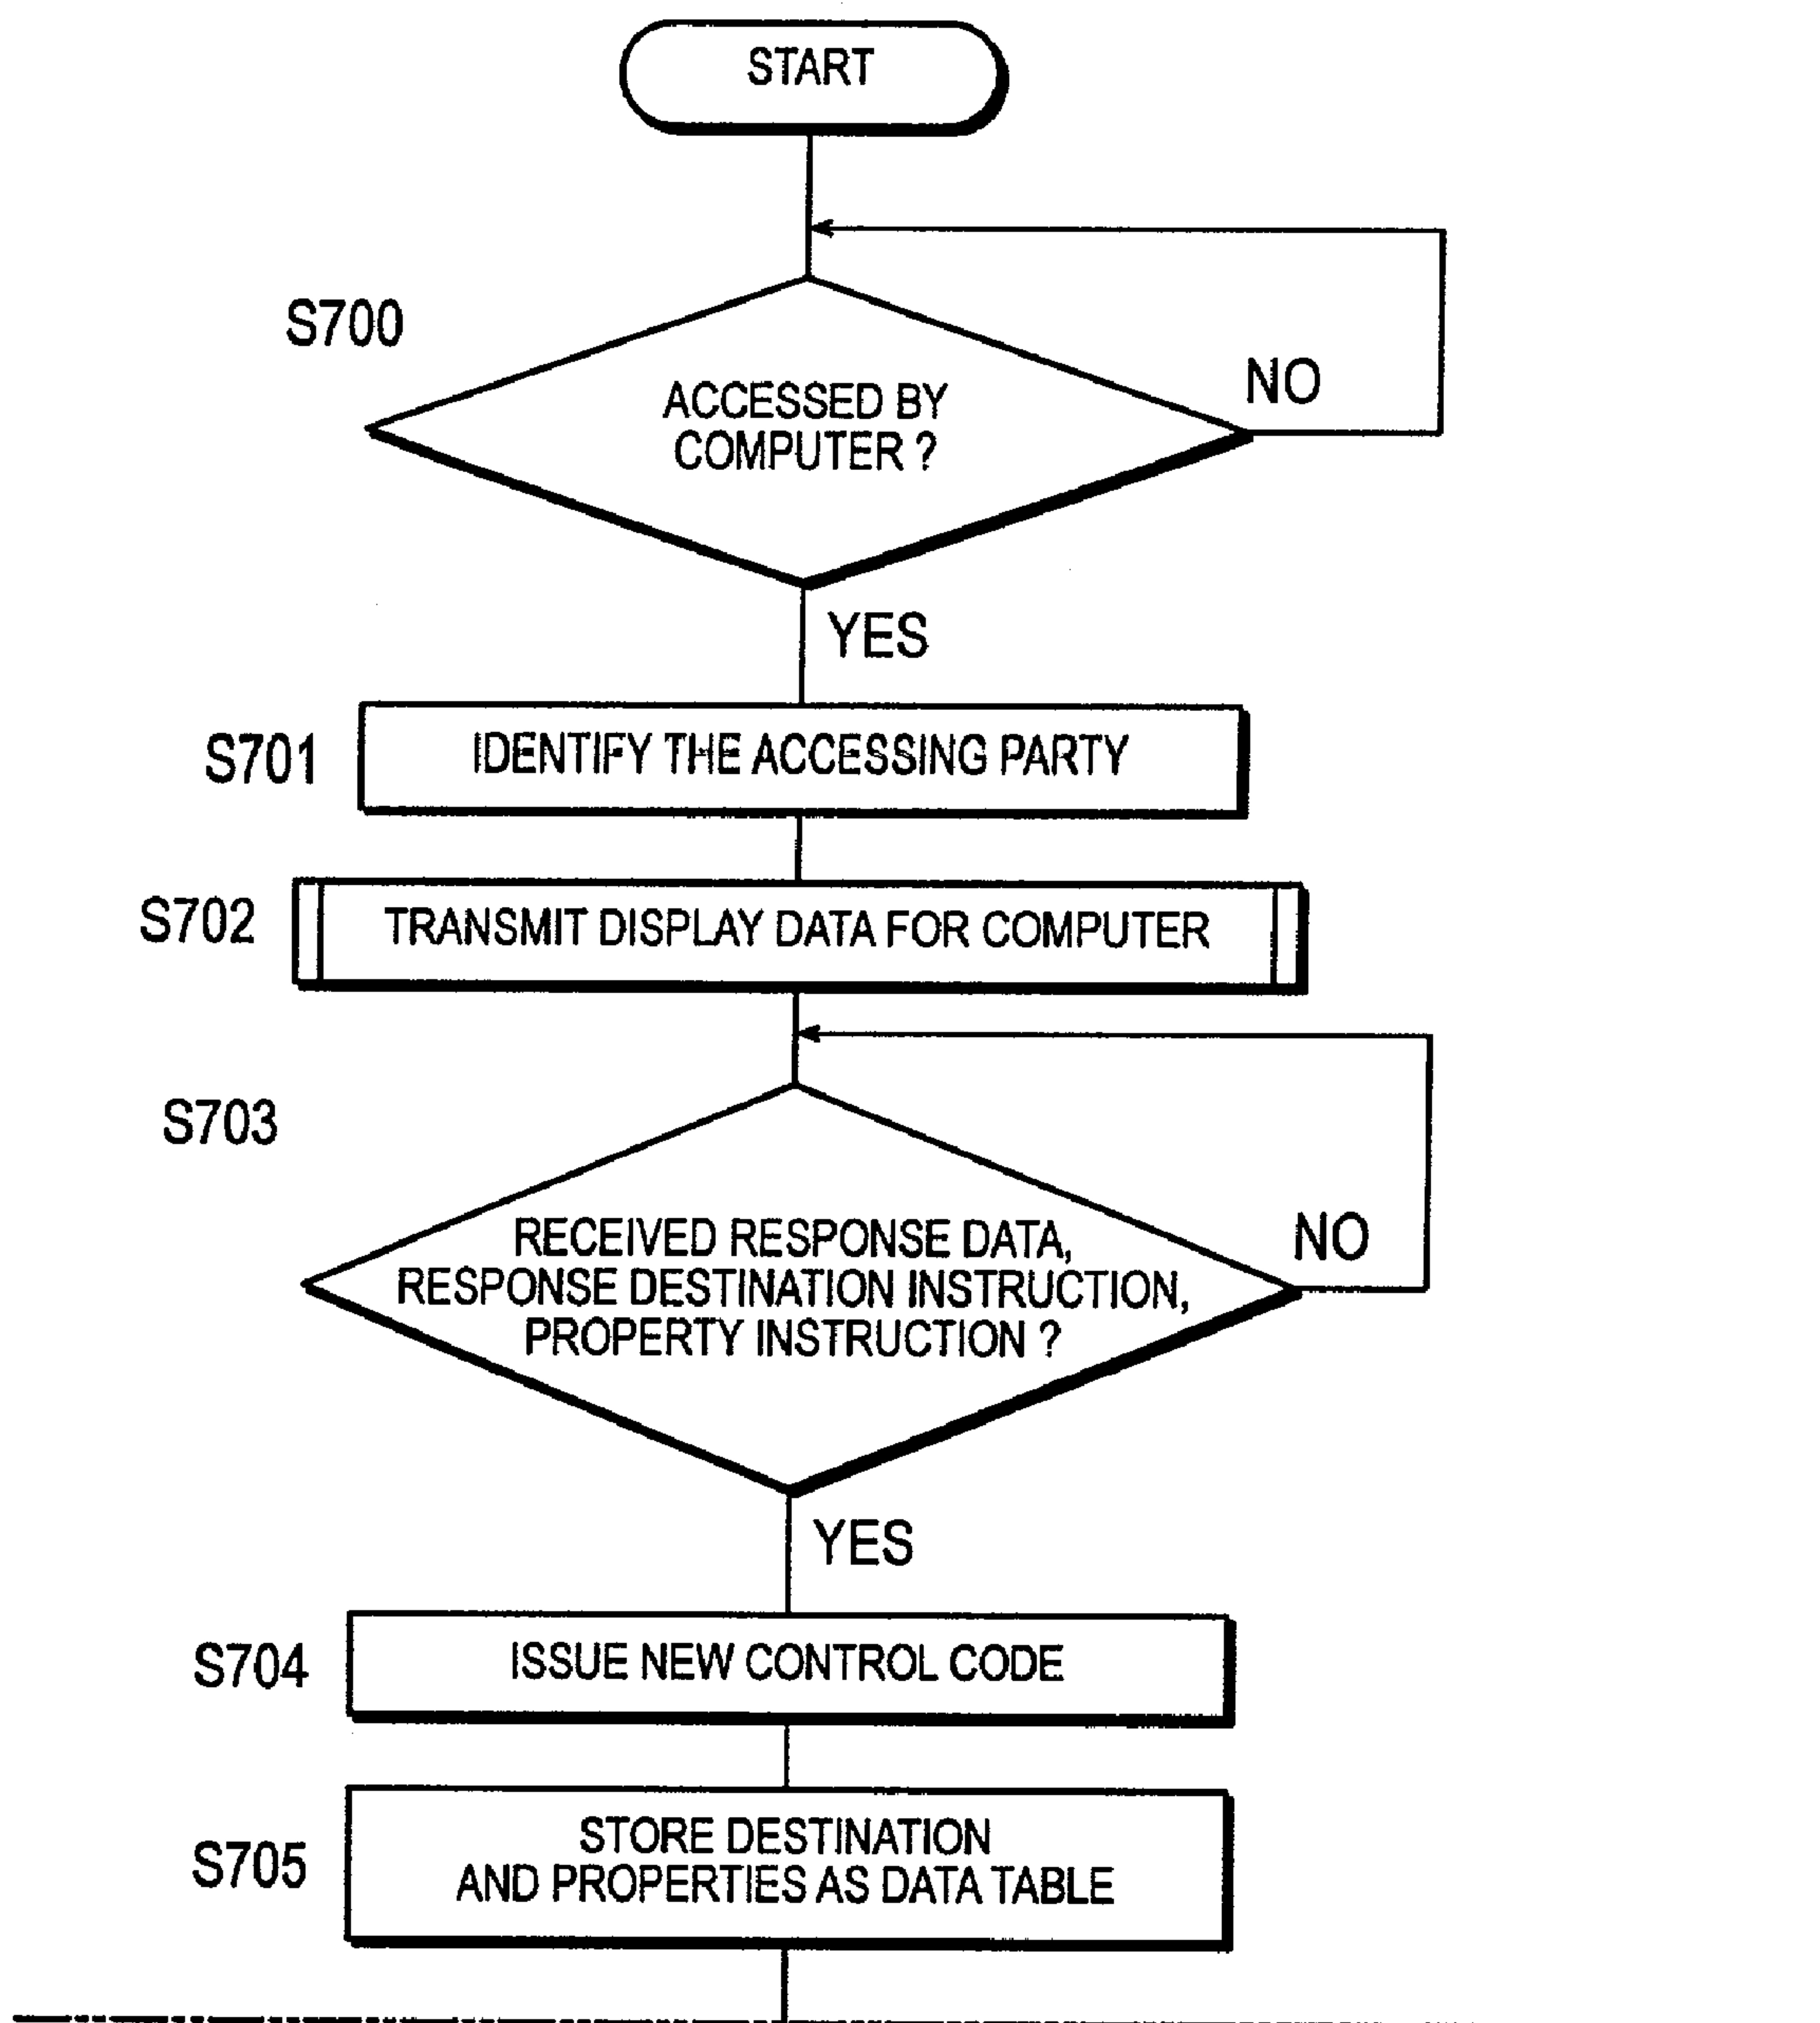 START
S700
ACCESSED BY
COMPUTER ?
NO
YES
S701
IDENTIFY THE ACCESSING PARTY
S702
TRANSMIT DISPLAY DATA FOR COMPUTER
S703
RECEIVED RESPONSE DATA,
RESPONSE DESTINATION INSTRUCTION,
PROPERTY INSTRUCTION ?
NO
YES
S704
ISSUE NEW CONTROL CODE
S705
STORE DESTINATION
AND PROPERTIES AS DATA TABLE